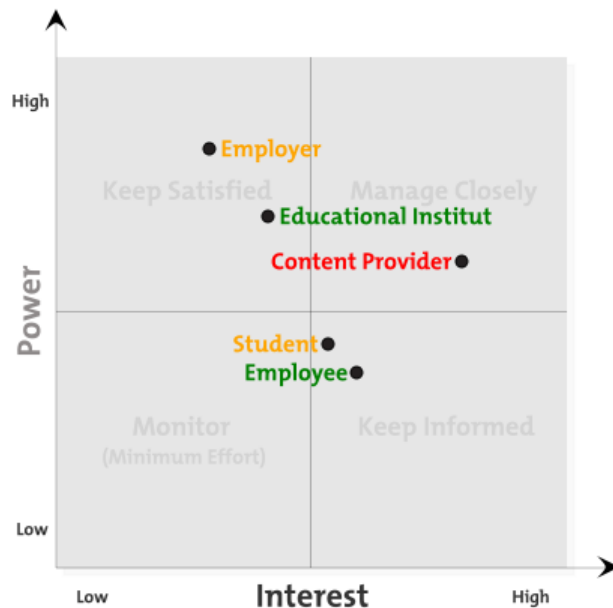 High
Employer
Keep Satisfied
Manage Closely
Educational Institut
Content Provider
Power
Student
Employee
Monitor
(Minimum Effort)
Keep Informed
Low
Low
Interest
High